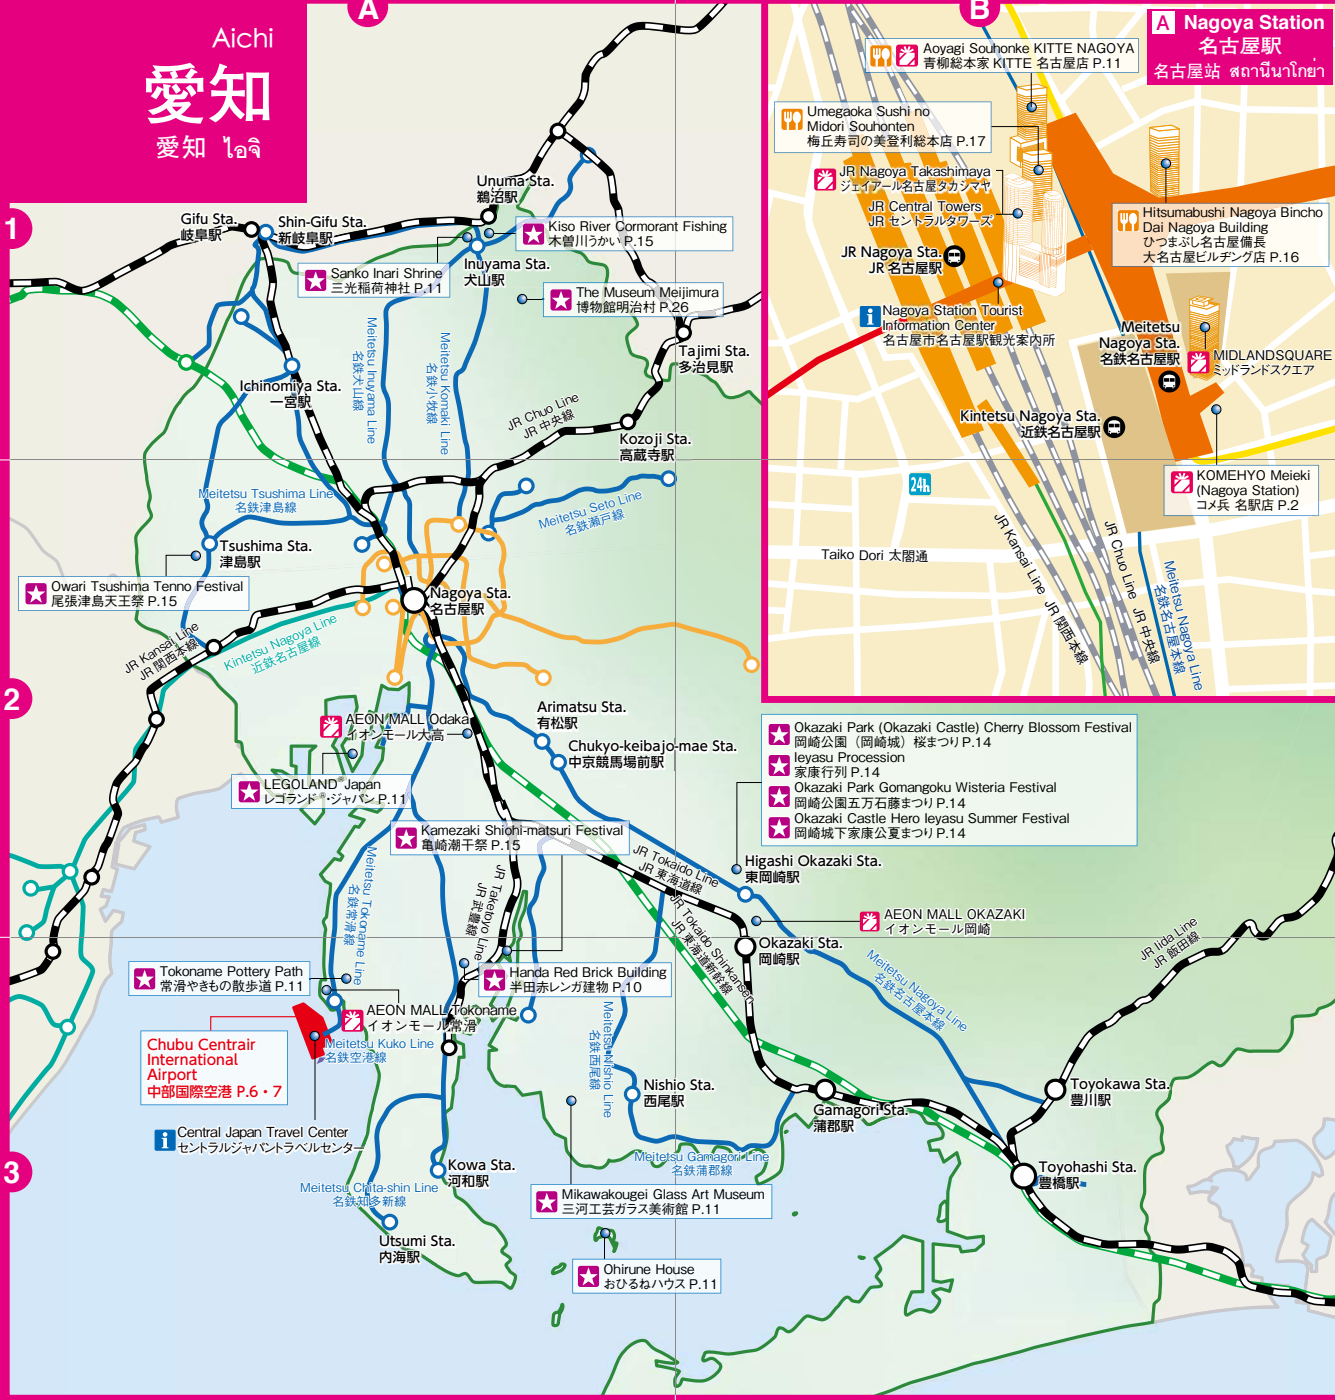 Aichi
愛知
愛知 ไอจิ
A
B
1
2
3
A Nagoya Station
名古屋駅
名古屋站 สถานีนาโกย่า
Aoyagi Souhonke KITTE NAGOYA
青柳総本家 KITTE 名古屋店 P.11
Umegaoka Sushi no
Midori Souhonten
梅丘寿司の美登利総本店 P.17
JR Nagoya Takashimaya
ジェイアール名古屋タカシマヤ
JR Central Towers
JR セントラルタワーズ
JR Nagoya Sta.
JR 名古屋駅
Hitsumabushi Nagoya Bincho
Dai Nagoya Building
ひつまぶし名古屋備長
大名古屋ビルヂング店 P.16
Nagoya Station Tourist
Information Center
名古屋市名古屋駅観光案内所
Meitetsu
Nagoya Sta.
名鉄名古屋駅
MIDLANDSQUARE
ミッドランドスクエア
Kintetsu Nagoya Sta.
近鉄名古屋駅
KOMEHYO Meieki
(Nagoya Station)
コメ兵 名駅店 P.2
24h
Taiko Dori 太閤通
JR Kansai Line JR 関西本線
JR Chuo Line JR 中央線
Meitetsu Nagoya Line
名鉄名古屋本線
Unuma Sta.
鵜沼駅
Gifu Sta.
岐阜駅
Shin-Gifu Sta.
新岐阜駅
Kiso River Cormorant Fishing
木曽川うかい P.15
Sanko Inari Shrine
三光稲荷神社 P.11
Inuyama Sta.
犬山駅
The Museum Meijimura
博物館明治村 P.26
Tajimi Sta.
多治見駅
Ichinomiya Sta.
一宮駅
Meitetsu Inuyama Line
名鉄犬山線
Meitetsu Komaki Line
名鉄小牧線
JR Chuo Line
JR 中央線
Kozoji Sta.
高蔵寺駅
Meitetsu Tsushima Line
名鉄津島線
Meitetsu Seto Line
名鉄瀬戸線
Tsushima Sta.
津島駅
Owari Tsushima Tenno Festival
尾張津島天王祭 P.15
Nagoya Sta.
名古屋駅
JR Kansai Line
JR 関西本線
Kintetsu Nagoya Line
近鉄名古屋線
Arimatsu Sta.
有松駅
AEON MALL Odaka
イオンモール大高
Chukyo-keibajo-mae Sta.
中京競馬場前駅
LEGOLAND® Japan
レゴランド®・ジャパン P.11
Okazaki Park (Okazaki Castle) Cherry Blossom Festival
岡崎公園（岡崎城）桜まつり P.14
Ieyasu Procession
家康行列 P.14
Okazaki Park Gomangoku Wisteria Festival
岡崎公園五万石藤まつり P.14
Okazaki Castle Hero Ieyasu Summer Festival
岡崎城下家康公夏まつり P.14
Kamezaki Shiohi-matsuri Festival
亀崎潮干祭 P.15
JR Tokaido Line
JR 東海道線
Higashi Okazaki Sta.
東岡崎駅
Meitetsu Tokoname Line
名鉄常滑線
JR Taketoyo Line
JR 武豊線
JR Tokaido Shinkansen
JR 東海道新幹線
AEON MALL OKAZAKI
イオンモール岡崎
Okazaki Sta.
岡崎駅
JR Iida Line
JR 飯田線
Tokoname Pottery Path
常滑やきもの散歩道 P.11
Handa Red Brick Building
半田赤レンガ建物 P.10
AEON MALL Tokoname
イオンモール常滑
Meitetsu Nagoya Line
名鉄名古屋本線
Chubu Centrair
International
Airport
中部国際空港 P.6・7
Meitetsu Kuko Line
名鉄空港線
Meitetsu Nishio Line
名鉄西尾線
Nishio Sta.
西尾駅
Toyokawa Sta.
豊川駅
Gamagori Sta.
蒲郡駅
Central Japan Travel Center
セントラルジャパントラベルセンター
Kowa Sta.
河和駅
Meitetsu Gamagori Line
名鉄蒲郡線
Toyohashi Sta.
豊橋駅
Meitetsu Chita-shin Line
名鉄知多新線
Mikawakougei Glass Art Museum
三河工芸ガラス美術館 P.11
Utsumi Sta.
内海駅
Ohirune House
おひるねハウス P.11